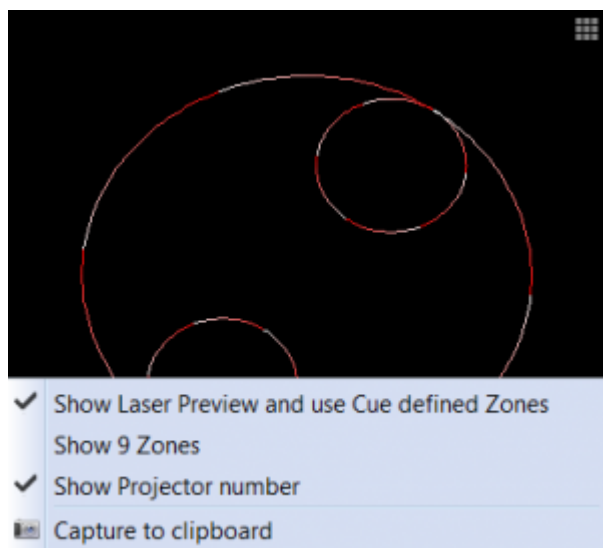 Show Laser Preview and use Cue defined Zones
Show 9 Zones
Show Projector number
Capture to clipboard